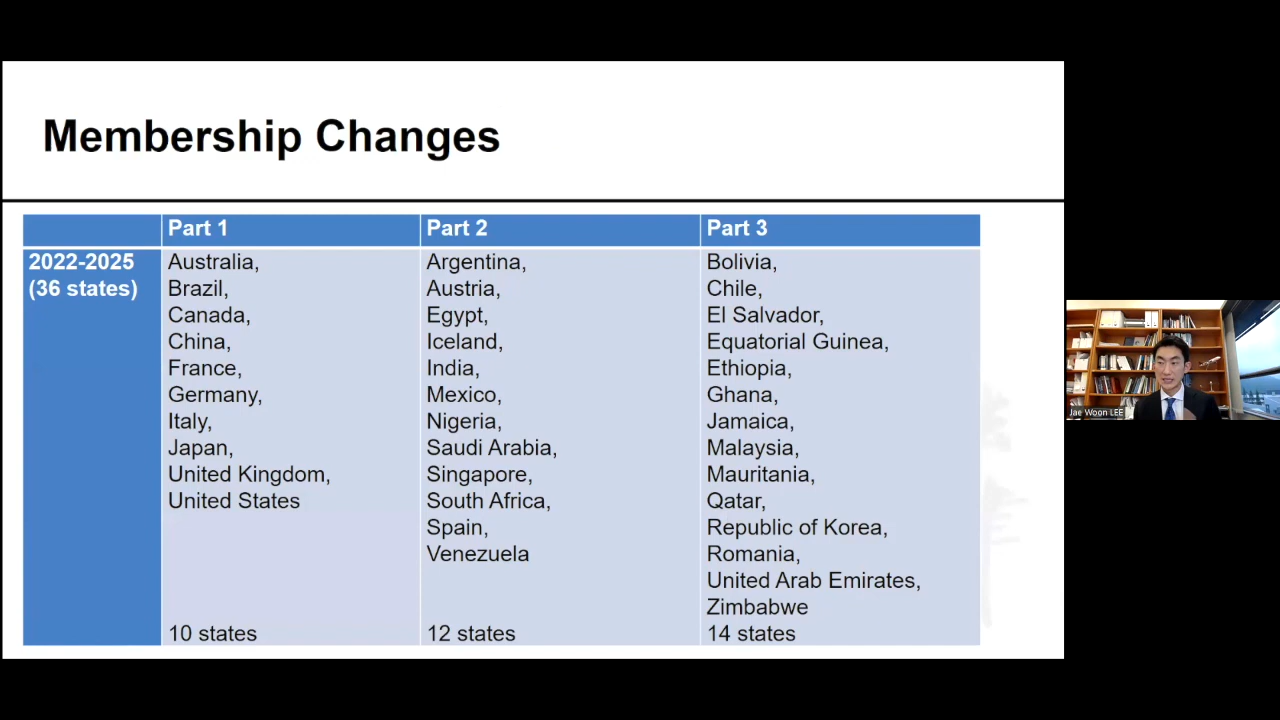 Membership Changes
Part 1
Part 2
Part 3
2022-2025
(36 states)
Australia,
Brazil,
Canada,
China,
France,
Germany,
Italy,
Japan,
United Kingdom,
United States
10 states
Argentina,
Austria,
Egypt,
Iceland,
India,
Mexico,
Nigeria,
Saudi Arabia,
Singapore,
South Africa,
Spain,
Venezuela
12 states
Bolivia,
Chile,
El Salvador,
Equatorial Guinea,
Ethiopia,
Ghana,
Jamaica,
Malaysia,
Mauritania,
Qatar,
Republic of Korea,
Romania,
United Arab Emirates,
Zimbabwe
14 states
Jae Woon LEE